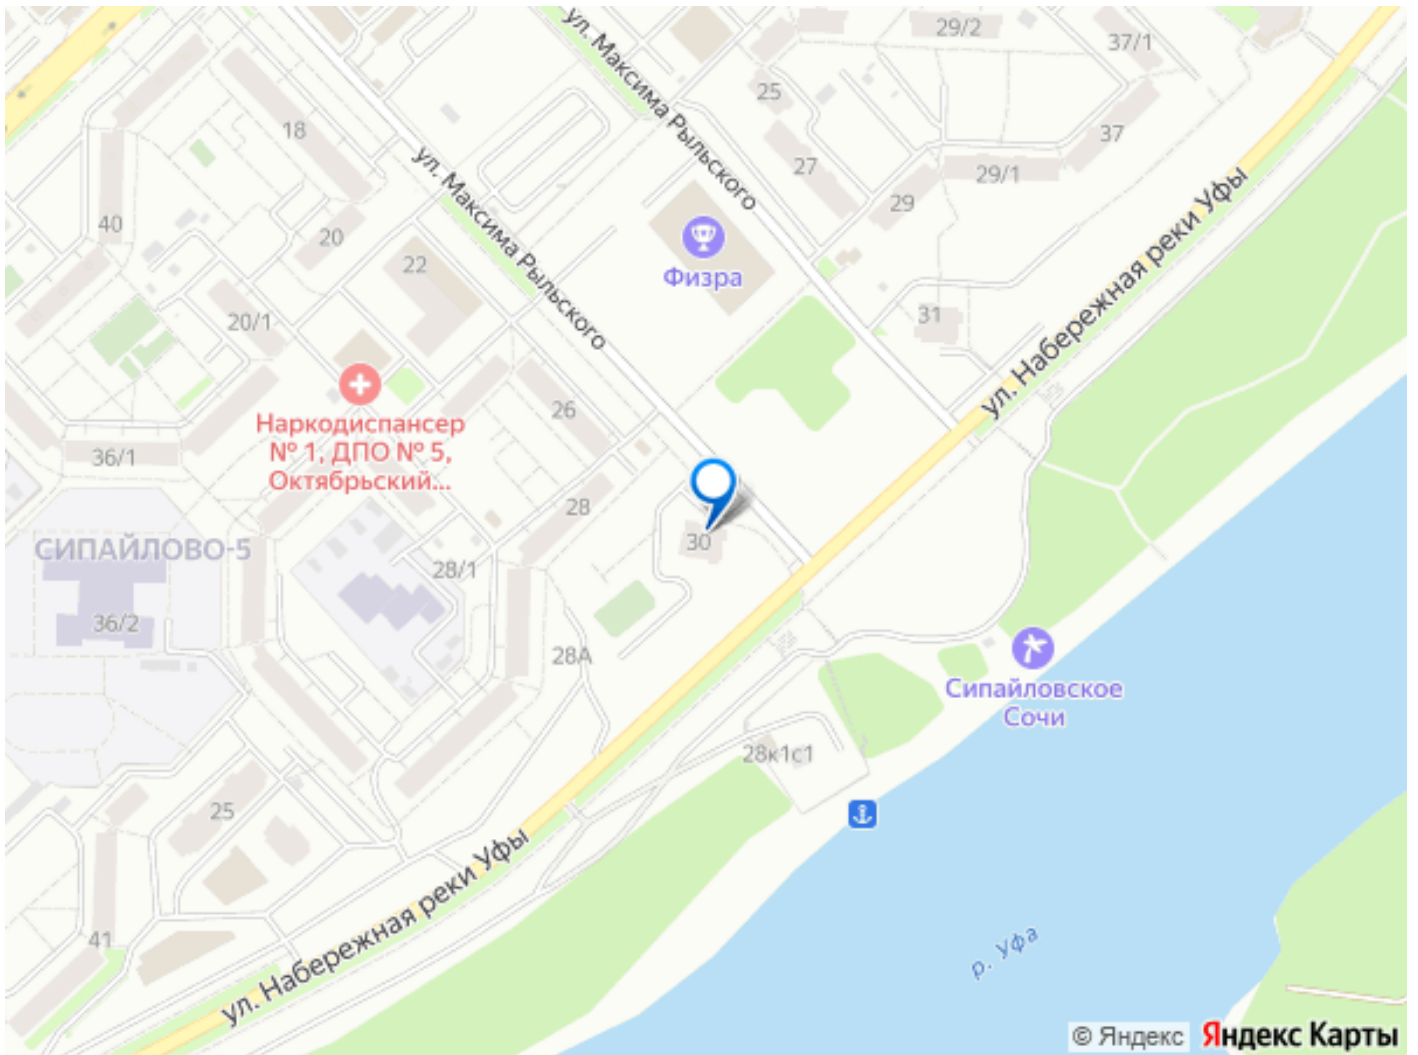 ул. Максима Рыльского
29/2
37/1
25
18
37
27
29/1
ул. Максима Рыльского
29
40
20
22
Физра
ул. Набережная реки Уфы
20/1
31
26
Наркодиспансер
№ 1, ДПО № 5,
Октябрьский...
36/1
28
СИПАЙЛОВО-5
30
28/1
36/2
28А
Сипайловское
Сочи
28к1с1
25
ул. Набережная реки Уфы
41
р. Уфа
© Яндекс Яндекс Карты